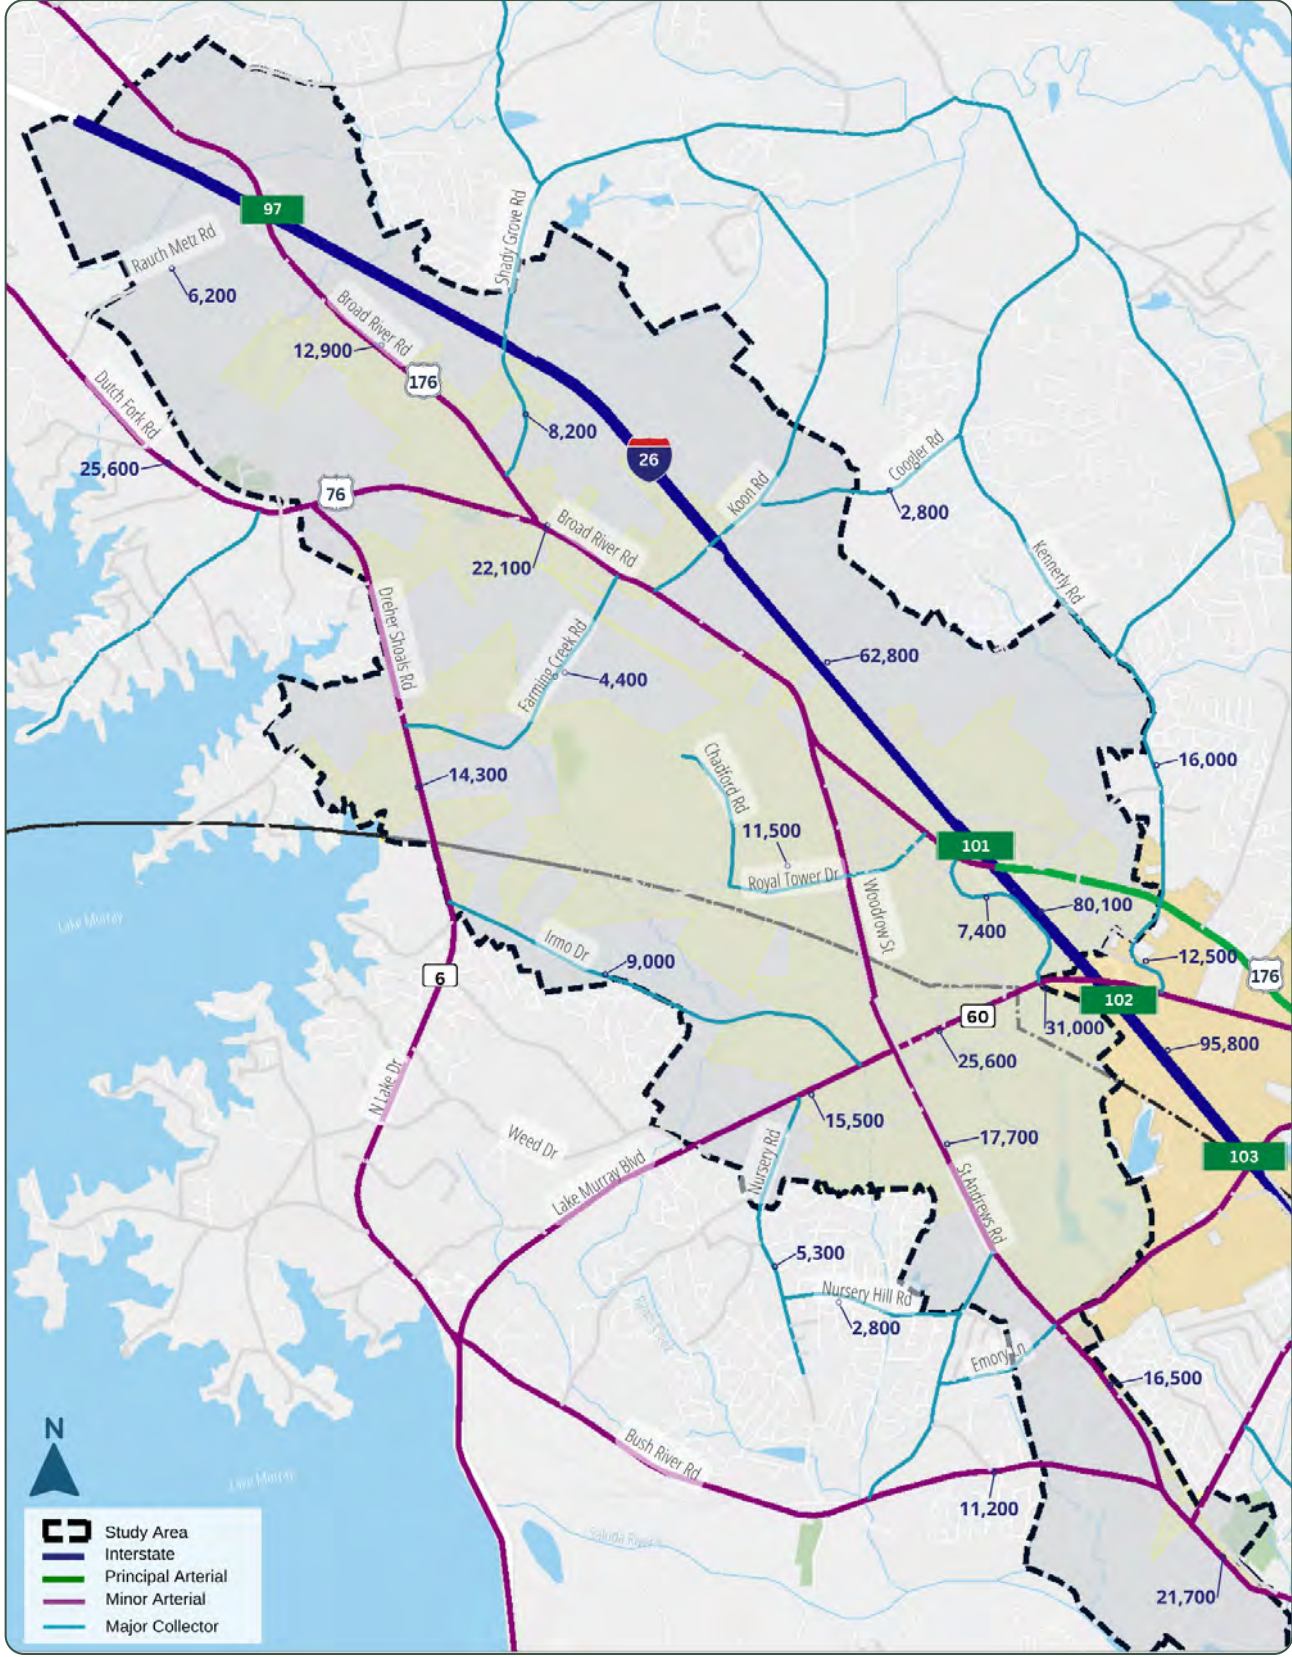 97
Shady Grove Rd
Rauch Metz Rd
6,200
Broad River Rd
12,900
176
Dutch Fork Rd
8,200
25,600
26
Coogler Rd
Koon Rd
2,800
76
Broad River Rd
22,100
Kennerly Rd
Dreher Shoals Rd
Farming Creek Rd
62,800
4,400
14,300
Chadford Rd
16,000
11,500
101
Royal Tower Dr
Woodrow St
80,100
Lake Murray
7,400
Irmo Dr
9,000
12,500
6
176
102
60
31,000
25,600
95,800
N Lake Dr
15,500
Weed Dr
17,700
Nursery Rd
103
Lake Murray Blvd
St Andrews Rd
5,300
Nursery Hill Rd
2,800
Emory Ln
16,500
N
Bush River Rd
Lake Murray
11,200
Saluda River
21,700
Study Area
Interstate
Principal Arterial
Minor Arterial
Major Collector